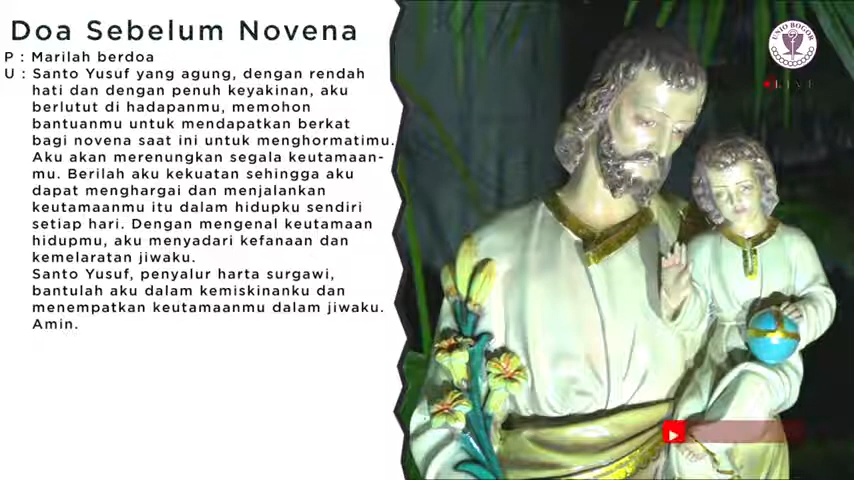 Doa Sebelum Novena
P : Marilah berdoa
U : Santo Yusuf yang agung, dengan rendah
hati dan dengan penuh keyakinan, aku
berlutut di hadapanmu, memohon
bantuanmu untuk mendapatkan berkat
bagi novena saat ini untuk menghormatimu.
Aku akan merenungkan segala keutamaan-
mu. Berilah aku kekuatan sehingga aku
dapat menghargai dan menjalankan
keutamaanmu itu dalam hidupku sendiri
setiap hari. Dengan mengenal keutamaan
hidupmu, aku menyadari kefanaan dan
kemelaratan jiwaku.
Santo Yusuf, penyalur harta surgawi,
bantulah aku dalam kemiskinanku dan
menempatkan keutamaanmu dalam jiwaku.
Amin.
UNIO BOGOR
LIVE